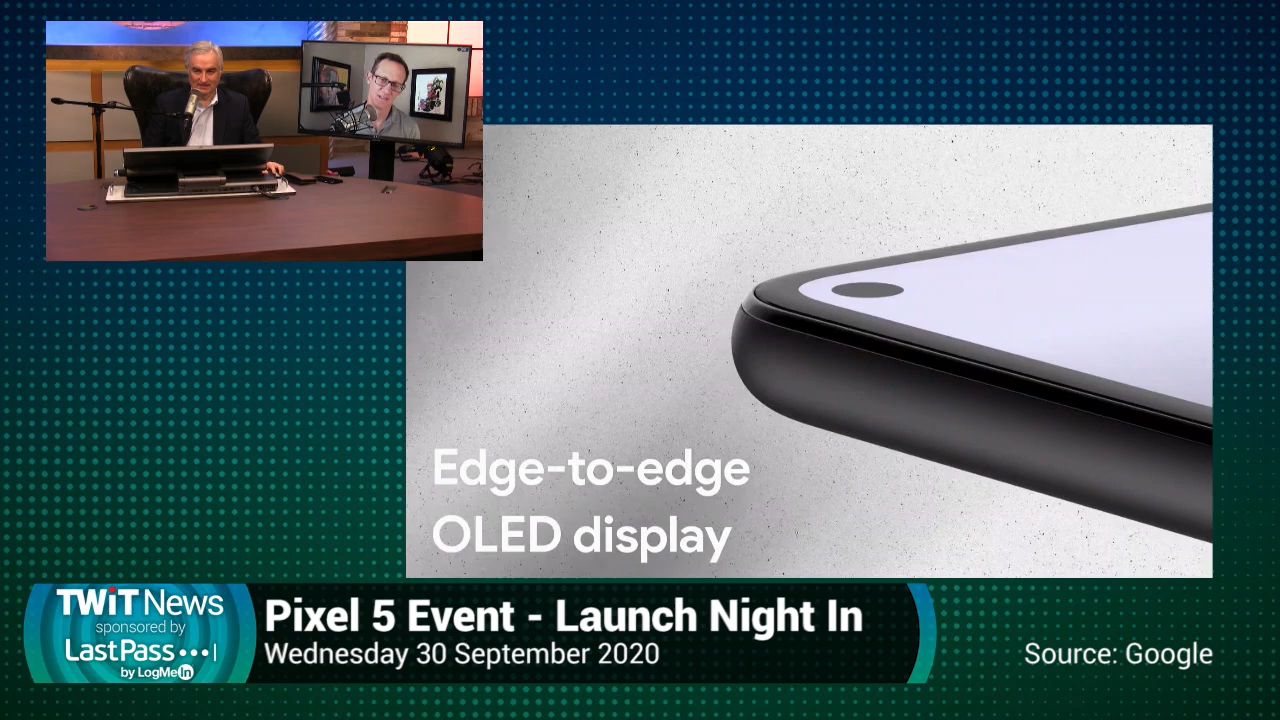 Edge-to-edge
OLED display
TWiT News
sponsored by
LastPass •••|
by LogMeIn
Pixel 5 Event - Launch Night In
Wednesday 30 September 2020
Source: Google